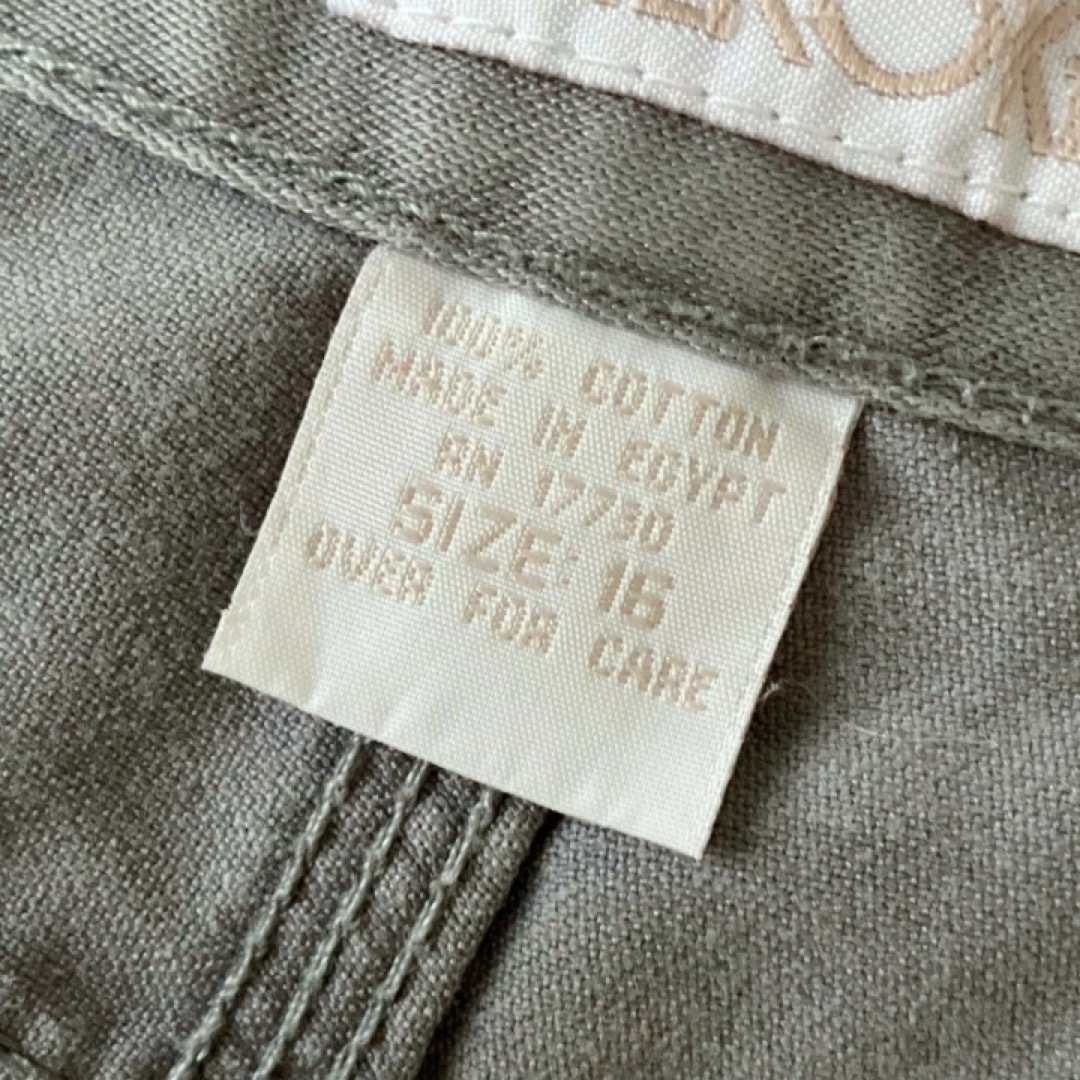 100% COTTON
MADE IN EGYPT
RN 17730
SIZE: 16
OVER FOR CARE